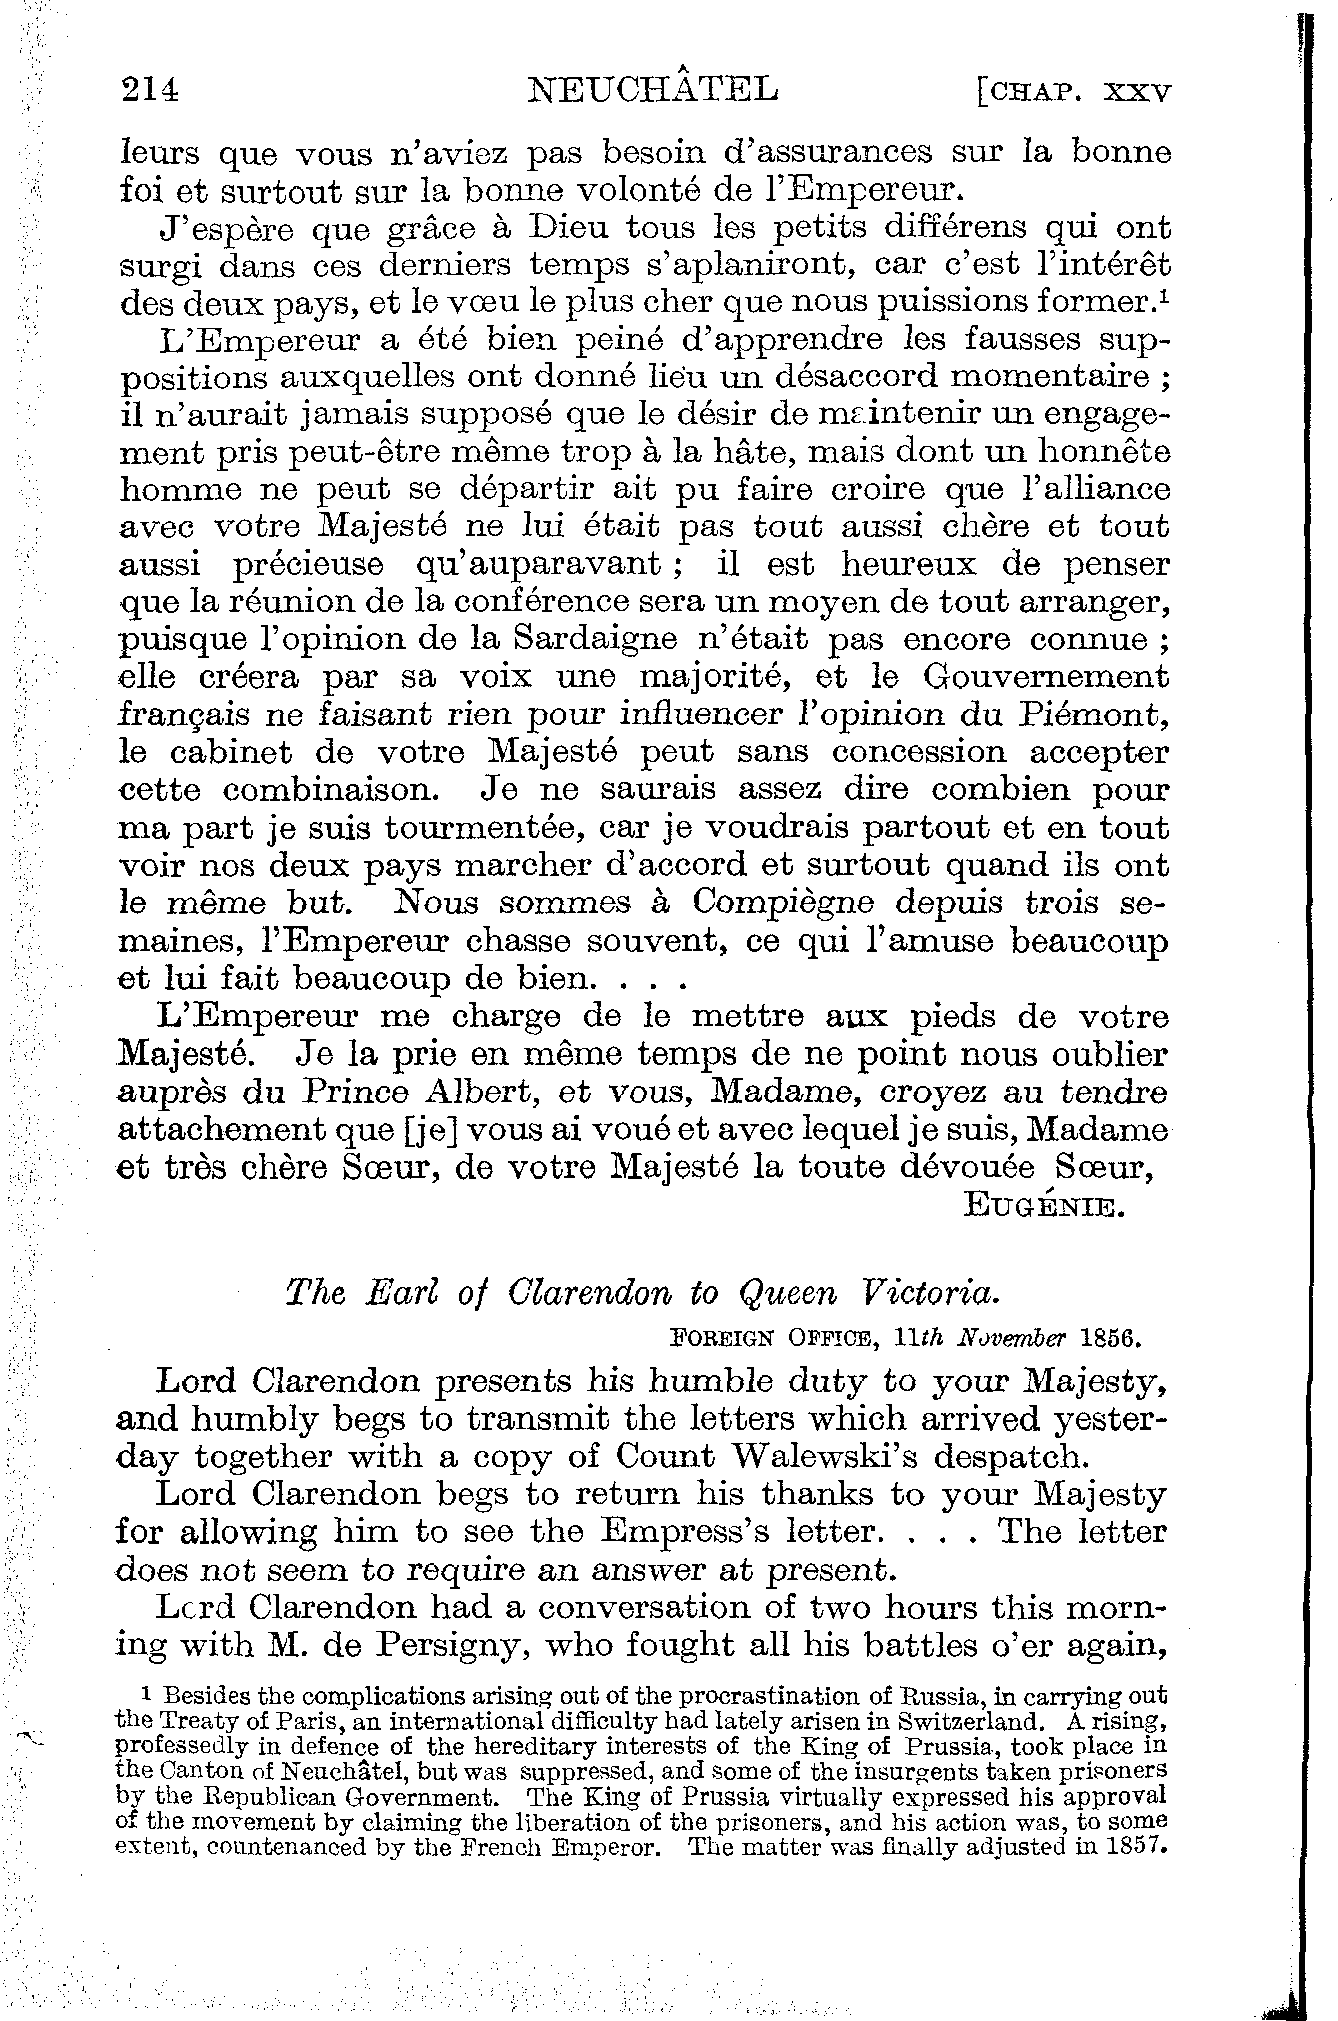 214 NEUCHÂTEL [CHAP. XXV
leurs que vous n'aviez pas besoin d'assurances sur la bonne
foi et surtout sur la bonne volonté de l'Empereur.
J'espère que grâce à Dieu tous les petits différens qui ont
surgi dans ces derniers temps s'aplaniront, car c'est l'intérêt
des deux pays, et le vœu le plus cher que nous puissions former.¹
L'Empereur a été bien peiné d'apprendre les fausses sup-
positions auxquelles ont donné lieu un désaccord momentaire ;
il n'aurait jamais supposé que le désir de maintenir un engage-
ment pris peut-être même trop à la hâte, mais dont un honnête
homme ne peut se départir ait pu faire croire que l'alliance
avec votre Majesté ne lui était pas tout aussi chère et tout
aussi précieuse qu'auparavant ; il est heureux de penser
que la réunion de la conférence sera un moyen de tout arranger,
puisque l'opinion de la Sardaigne n'était pas encore connue ;
elle créera par sa voix une majorité, et le Gouvernement
français ne faisant rien pour influencer l'opinion du Piémont,
le cabinet de votre Majesté peut sans concession accepter
cette combinaison. Je ne saurais assez dire combien pour
ma part je suis tourmentée, car je voudrais partout et en tout
voir nos deux pays marcher d'accord et surtout quand ils ont
le même but. Nous sommes à Compiègne depuis trois se-
maines, l'Empereur chasse souvent, ce qui l'amuse beaucoup
et lui fait beaucoup de bien. . . .
L'Empereur me charge de le mettre aux pieds de votre
Majesté. Je la prie en même temps de ne point nous oublier
auprès du Prince Albert, et vous, Madame, croyez au tendre
attachement que [je] vous ai voué et avec lequel je suis, Madame
et très chère Sœur, de votre Majesté la toute dévouée Sœur,
EUGÉNIE.
The Earl of Clarendon to Queen Victoria.
FOREIGN OFFICE, 11th November 1856.
Lord Clarendon presents his humble duty to your Majesty,
and humbly begs to transmit the letters which arrived yester-
day together with a copy of Count Walewski's despatch.
Lord Clarendon begs to return his thanks to your Majesty
for allowing him to see the Empress's letter. . . . The letter
does not seem to require an answer at present.
Lord Clarendon had a conversation of two hours this morn-
ing with M. de Persigny, who fought all his battles o'er again,
1 Besides the complications arising out of the procrastination of Russia, in carrying out
the Treaty of Paris, an international difficulty had lately arisen in Switzerland. A rising,
professedly in defence of the hereditary interests of the King of Prussia, took place in
the Canton of Neuchâtel, but was suppressed, and some of the insurgents taken prisoners
by the Republican Government. The King of Prussia virtually expressed his approval
of the movement by claiming the liberation of the prisoners, and his action was, to some
extent, countenanced by the French Emperor. The matter was finally adjusted in 1857.